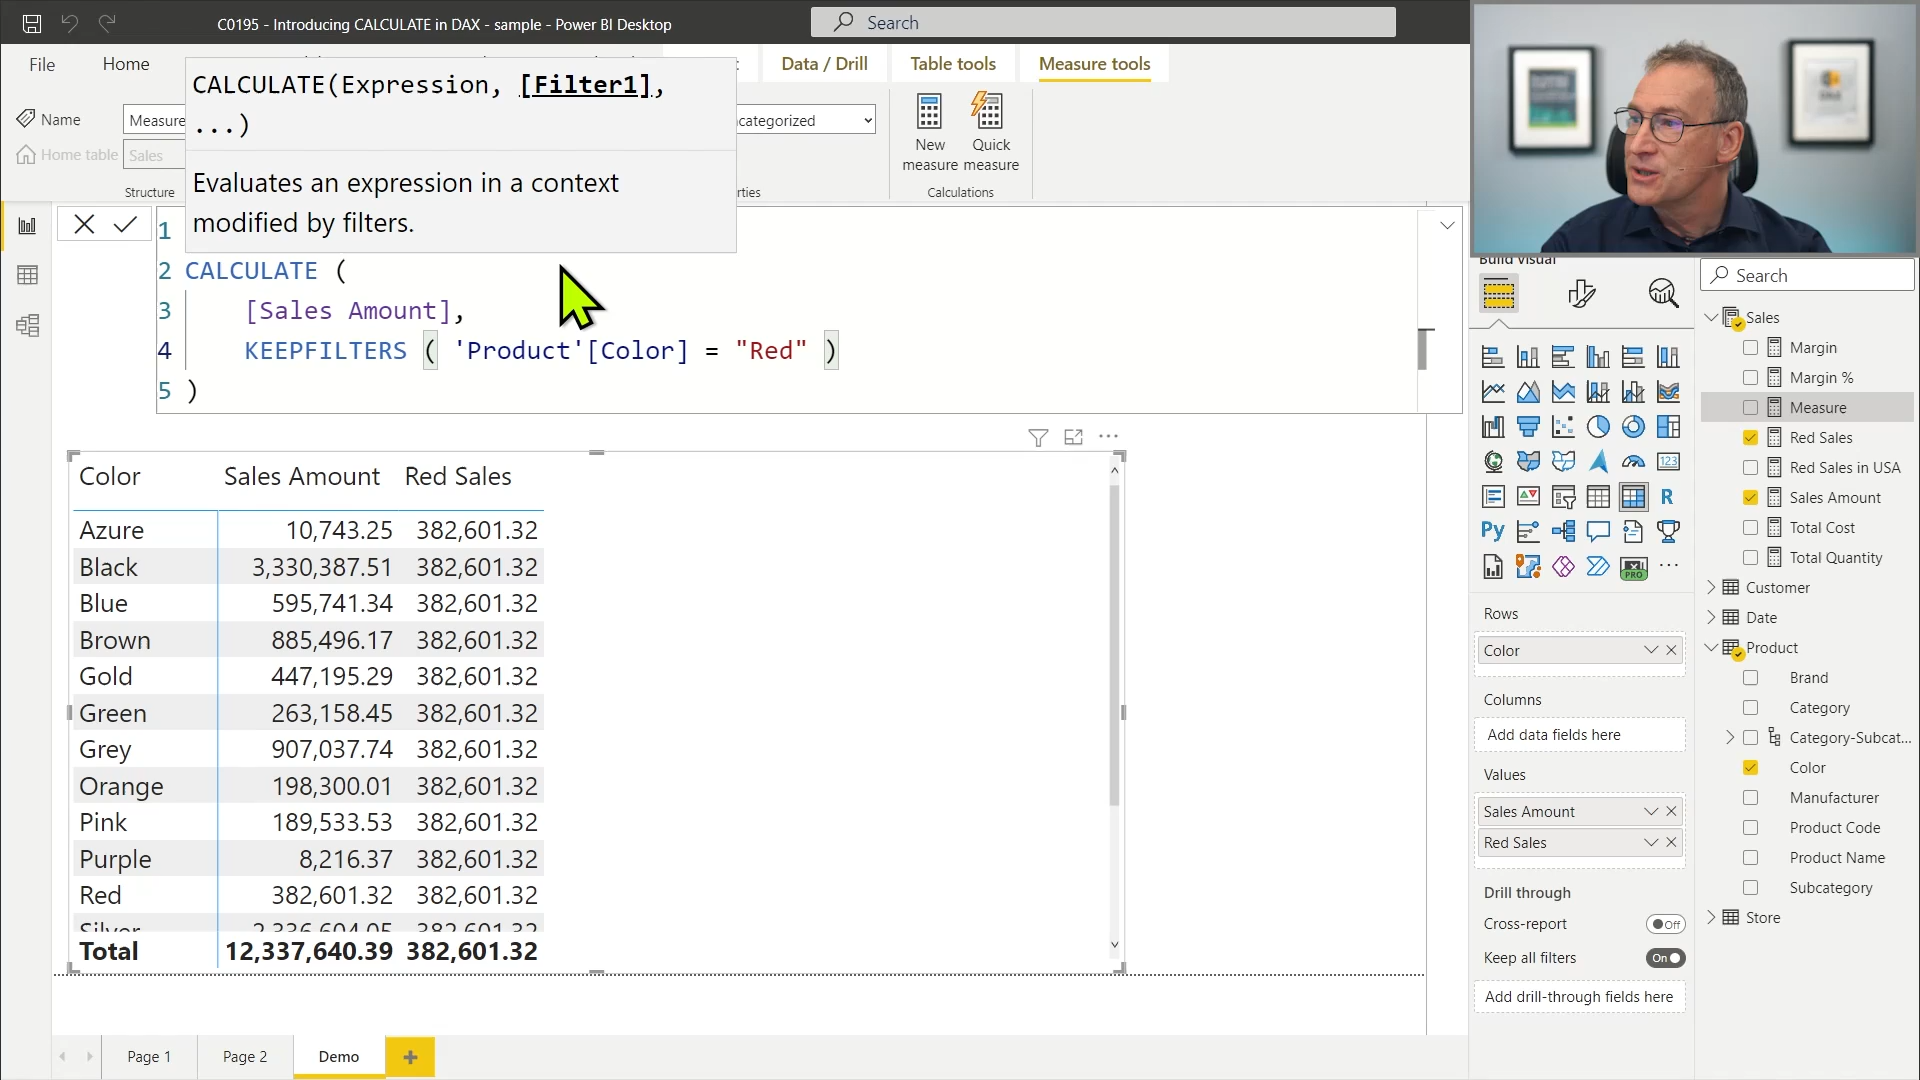 C0195 - Introducing CALCULATE in DAX - sample - Power BI Desktop
Search
File
Home
Data / Drill
Table tools
Measure tools
CALCULATE(Expression, [Filter1],
...)
Evaluates an expression in a context
modified by filters.
Name
Measure
Home table
Sales
Structure
New
measure
Quick
measure
Calculations
1
2 CALCULATE (
3 [Sales Amount],
4 KEEPFILTERS ( 'Product'[Color] = "Red" )
5 )
Color Sales Amount Red Sales
Azure 10,743.25 382,601.32
Black 3,330,387.51 382,601.32
Blue 595,741.34 382,601.32
Brown 885,496.17 382,601.32
Gold 447,195.29 382,601.32
Green 263,158.45 382,601.32
Grey 907,037.74 382,601.32
Orange 198,300.01 382,601.32
Pink 189,533.53 382,601.32
Purple 8,216.37 382,601.32
Red 382,601.32 382,601.32
Total 12,337,640.39 382,601.32
Page 1
Page 2
Demo
+
Build visual
123
R
Py
PRO
Rows
Color
Columns
Add data fields here
Values
Sales Amount
Red Sales
Drill through
Cross-report
Off
Keep all filters
On
Add drill-through fields here
Search
Sales
Margin
Margin %
Measure
Red Sales
Red Sales in USA
Sales Amount
Total Cost
Total Quantity
Customer
Date
Product
Brand
Category
Category-Subcat...
Color
Manufacturer
Product Code
Product Name
Subcategory
Store